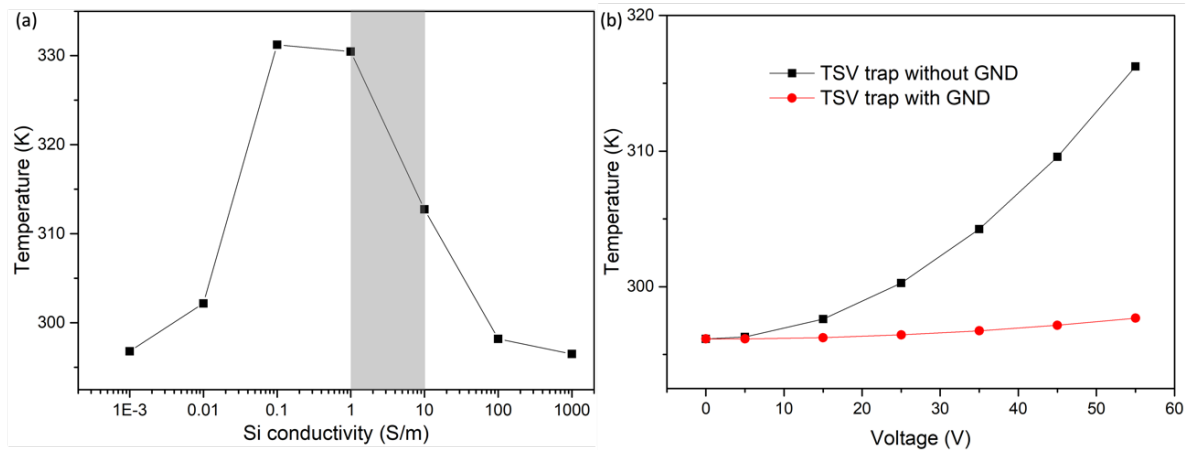 (a)
330
320
310
300
Temperature (K)
1E-3 0.01 0.1 1 10 100 1000
Si conductivity (S/m)
(b)
320
310
300
Temperature (K)
TSV trap without GND
TSV trap with GND
0 10 20 30 40 50 60
Voltage (V)